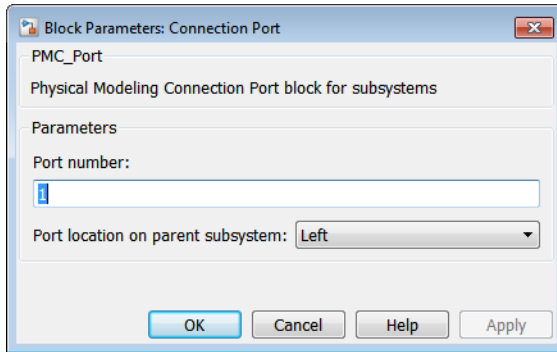 Block Parameters: Connection Port
PMC_Port
Physical Modeling Connection Port block for subsystems
Parameters
Port number:
1
Port location on parent subsystem: Left
OK Cancel Help Apply